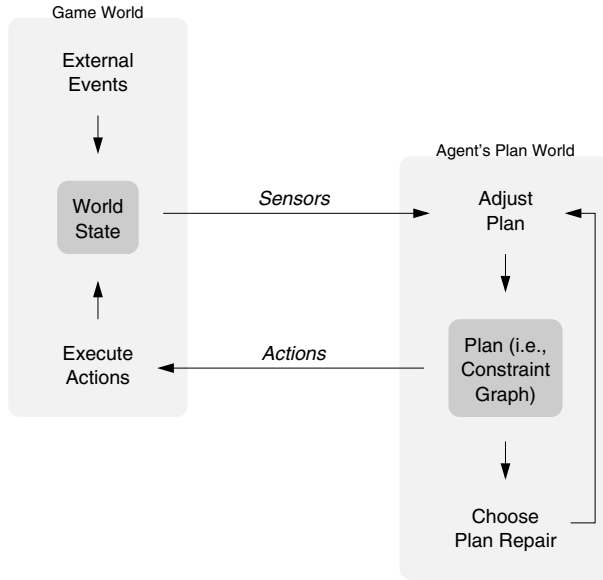 Game World
External
Events
World
State
Execute
Actions
Sensors
Actions
Agent's Plan World
Adjust
Plan
Plan (i.e.,
Constraint
Graph)
Choose
Plan Repair